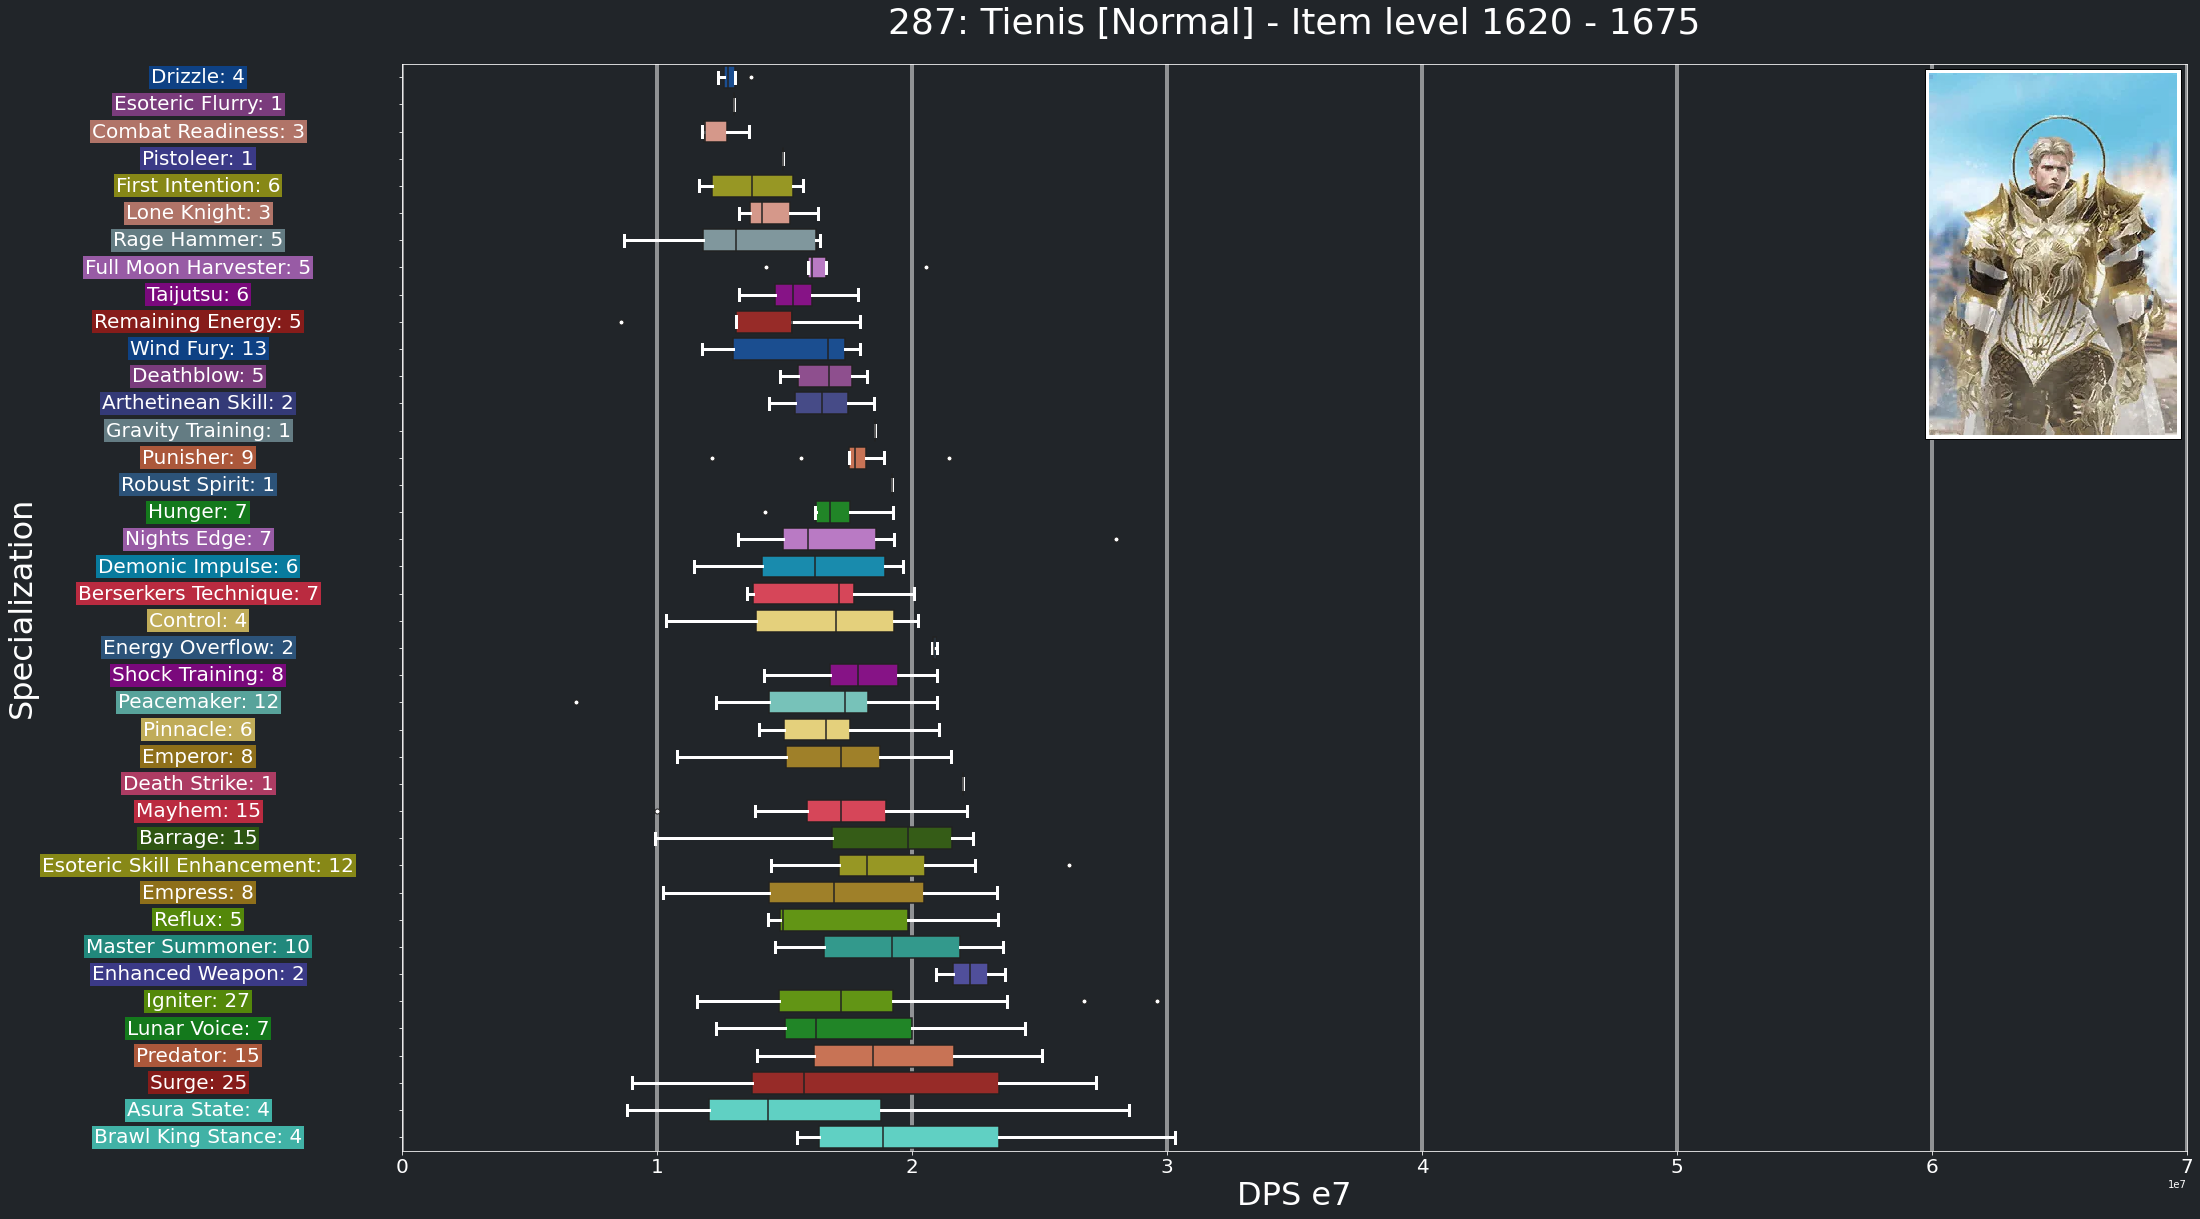 287: Tienis [Normal] - Item level 1620 - 1675
Specialization
Drizzle: 4
Esoteric Flurry: 1
Combat Readiness: 3
Pistoleer: 1
First Intention: 6
Lone Knight: 3
Rage Hammer: 5
Full Moon Harvester: 5
Taijutsu: 6
Remaining Energy: 5
Wind Fury: 13
Deathblow: 5
Arthetinean Skill: 2
Gravity Training: 1
Punisher: 9
Robust Spirit: 1
Hunger: 7
Nights Edge: 7
Demonic Impulse: 6
Berserkers Technique: 7
Control: 4
Energy Overflow: 2
Shock Training: 8
Peacemaker: 12
Pinnacle: 6
Emperor: 8
Death Strike: 1
Mayhem: 15
Barrage: 15
Esoteric Skill Enhancement: 12
Empress: 8
Reflux: 5
Master Summoner: 10
Enhanced Weapon: 2
Igniter: 27
Lunar Voice: 7
Predator: 15
Surge: 25
Asura State: 4
Brawl King Stance: 4
0 1 2 3 4 5 6 7
1e7
DPS e7